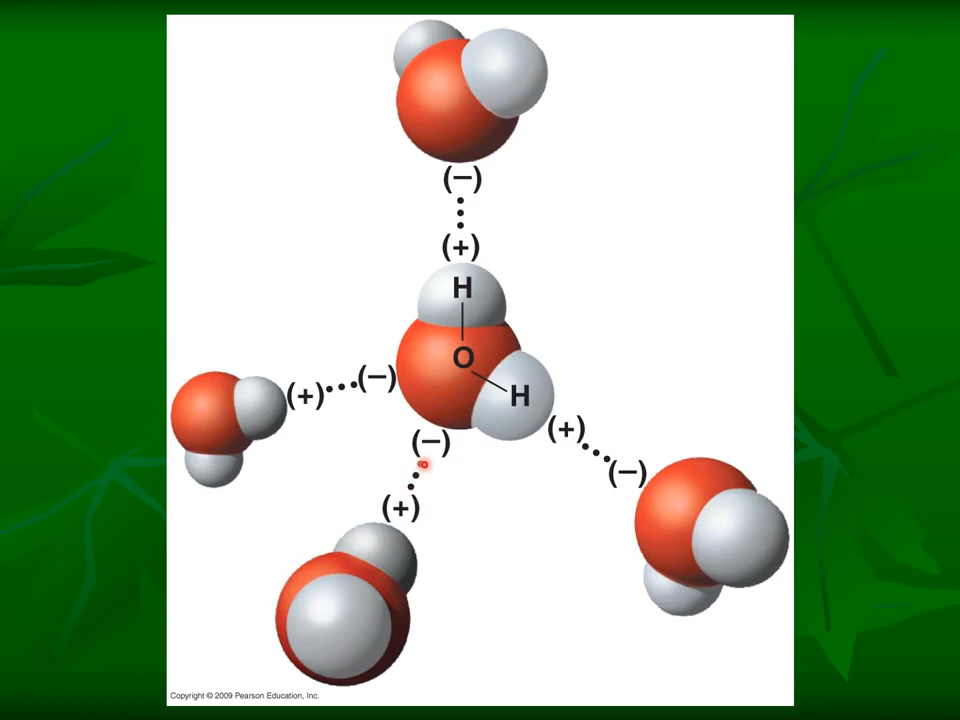 (–)
(+)
H
O
H
(–)
(+)
(+)
(–)
(–)
(+)
Copyright © 2009 Pearson Education, Inc.